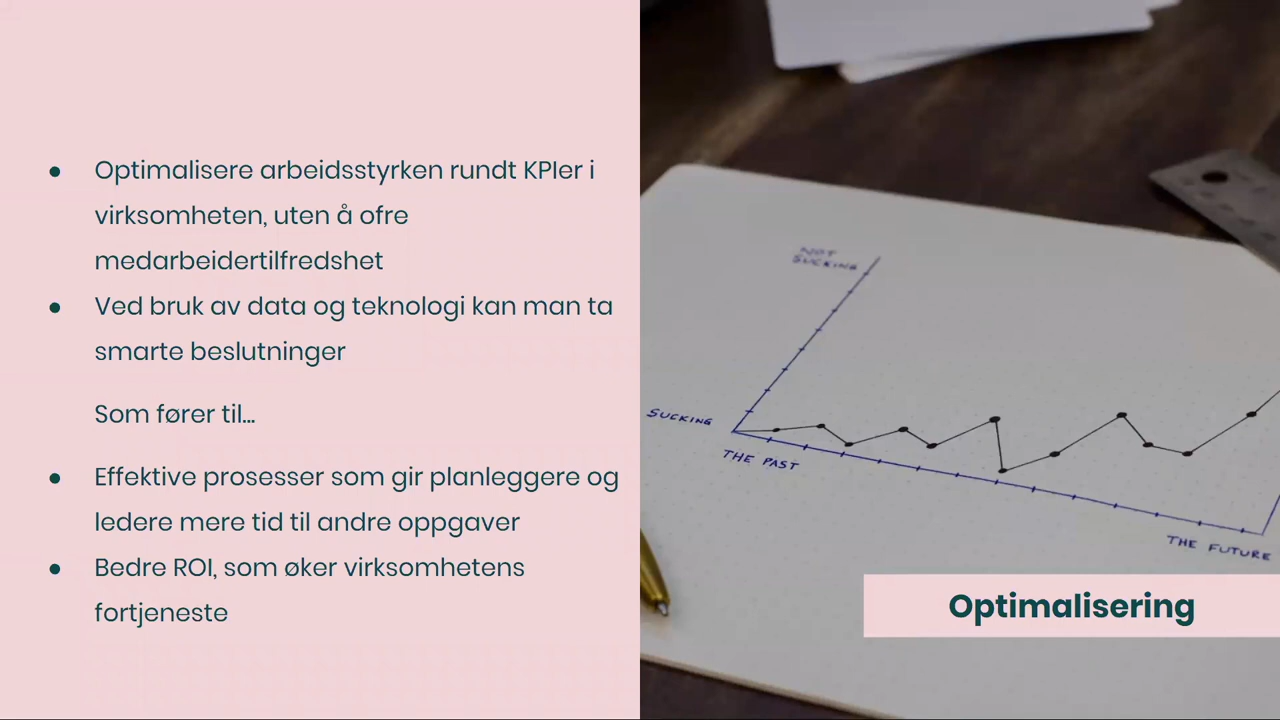 Optimalisere arbeidsstyrken rundt KPIer i
virksomheten, uten å ofre
medarbeidertilfredshet
Ved bruk av data og teknologi kan man ta
smarte beslutninger
Som fører til...
Effektive prosesser som gir planleggere og
ledere mere tid til andre oppgaver
Bedre ROI, som øker virksomhetens
fortjeneste
NOT
SUCKING
SUCKING
THE PAST
THE FUTURE
Optimalisering